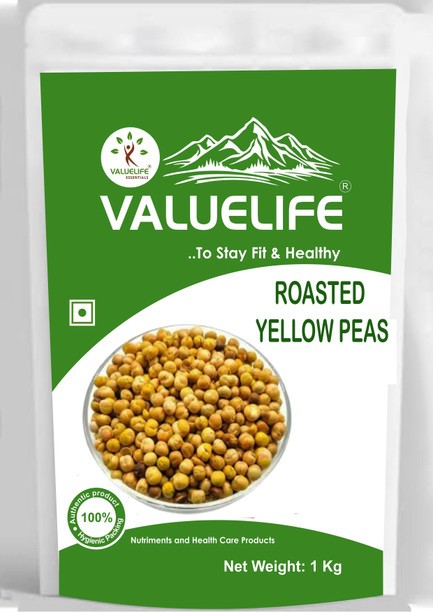 VALUELIFE®
ESSENTIALS
®
VALUELIFE
..To Stay Fit & Healthy
ROASTED
YELLOW PEAS
Authentic product
100%
Hygienic Packing
Nutriments and Health Care Products
Net Weight: 1 Kg